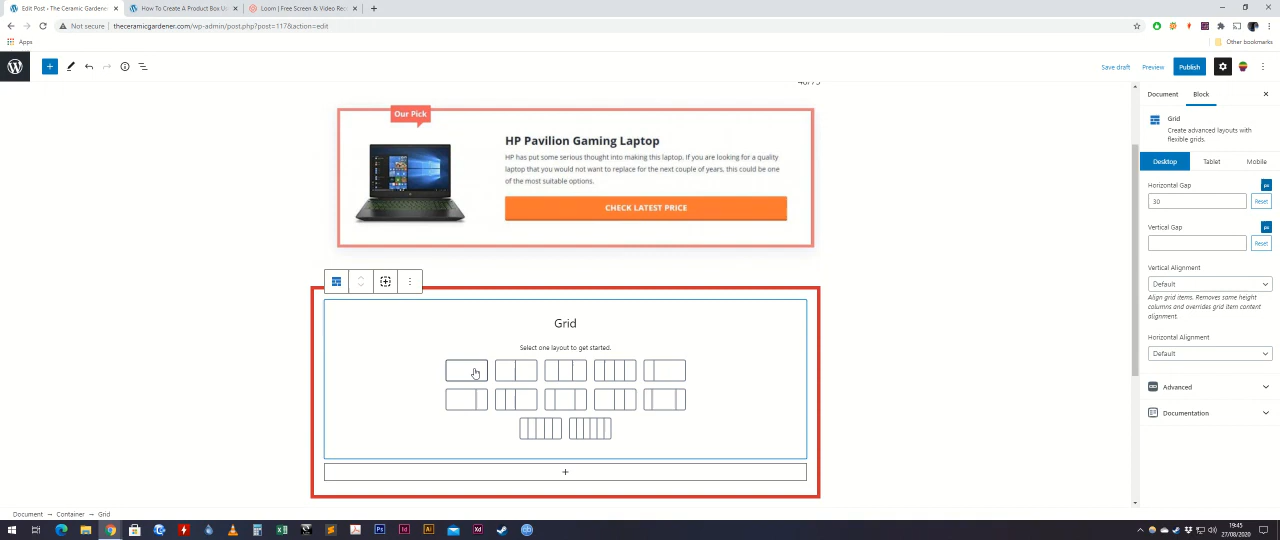 Edit Post ‹ The Ceramic Gardener
How To Create A Product Box Us
Loom | Free Screen & Video Rec
Not secure
theceramicgardener.com/wp-admin/post.php?post=117&action=edit
Apps
Other bookmarks
Save draft
Preview
Publish
Document
Block
Our Pick
HP Pavilion Gaming Laptop
HP has put some serious thought into making this laptop. If you are looking for a quality
laptop that you would not want to replace for the next couple of years, this could be one
of the most suitable options.
CHECK LATEST PRICE
Grid
Create advanced layouts with
flexible grids.
Desktop
Tablet
Mobile
Horizontal Gap
px
30
Reset
Vertical Gap
px
Reset
Vertical Alignment
Default
Align grid items. Removes same height
columns and overrides grid item content
alignment.
Horizontal Alignment
Default
Advanced
Documentation
Grid
Select one layout to get started.
Document → Container → Grid
19:45
27/08/2020